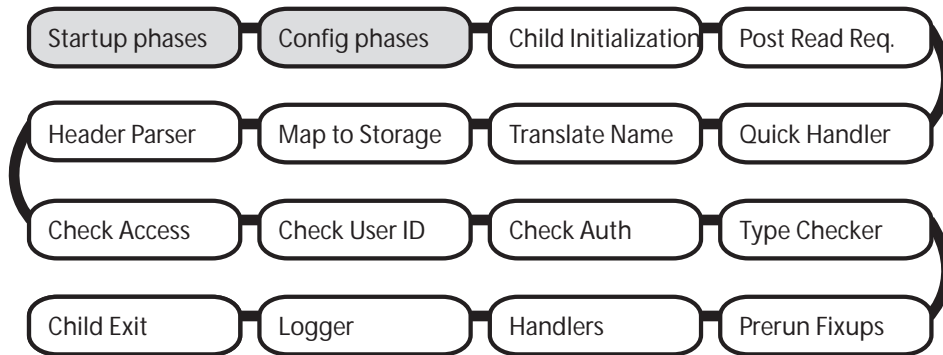 Startup phases
Config phases
Child Initialization
Post Read Req.
Header Parser
Map to Storage
Translate Name
Quick Handler
Check Access
Check User ID
Check Auth
Type Checker
Child Exit
Logger
Handlers
Prerun Fixups